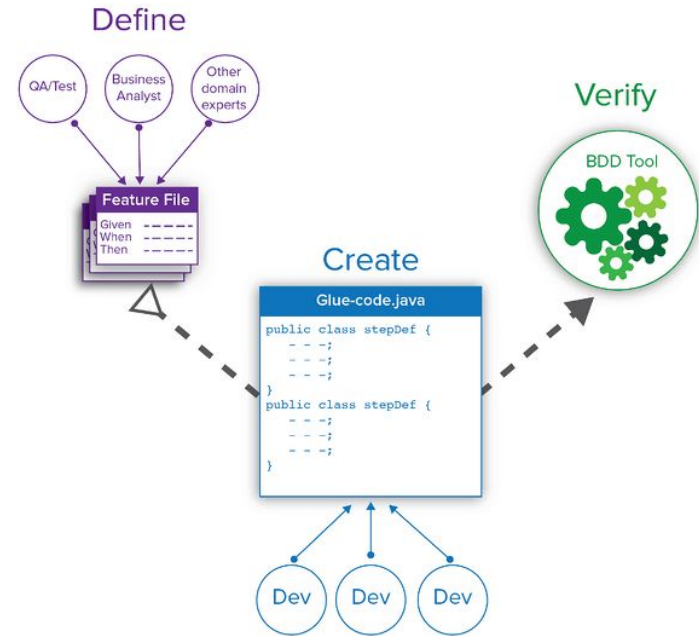 Define
QA/Test
Business
Analyst
Other
domain
experts
Feature File
Given
When
Then
Verify
BDD Tool
Create
Glue-code.java
public class stepDef {
- - -;
- - -;
- - -;
}
public class stepDef {
- - -;
- - -;
- - -;
}
Dev
Dev
Dev